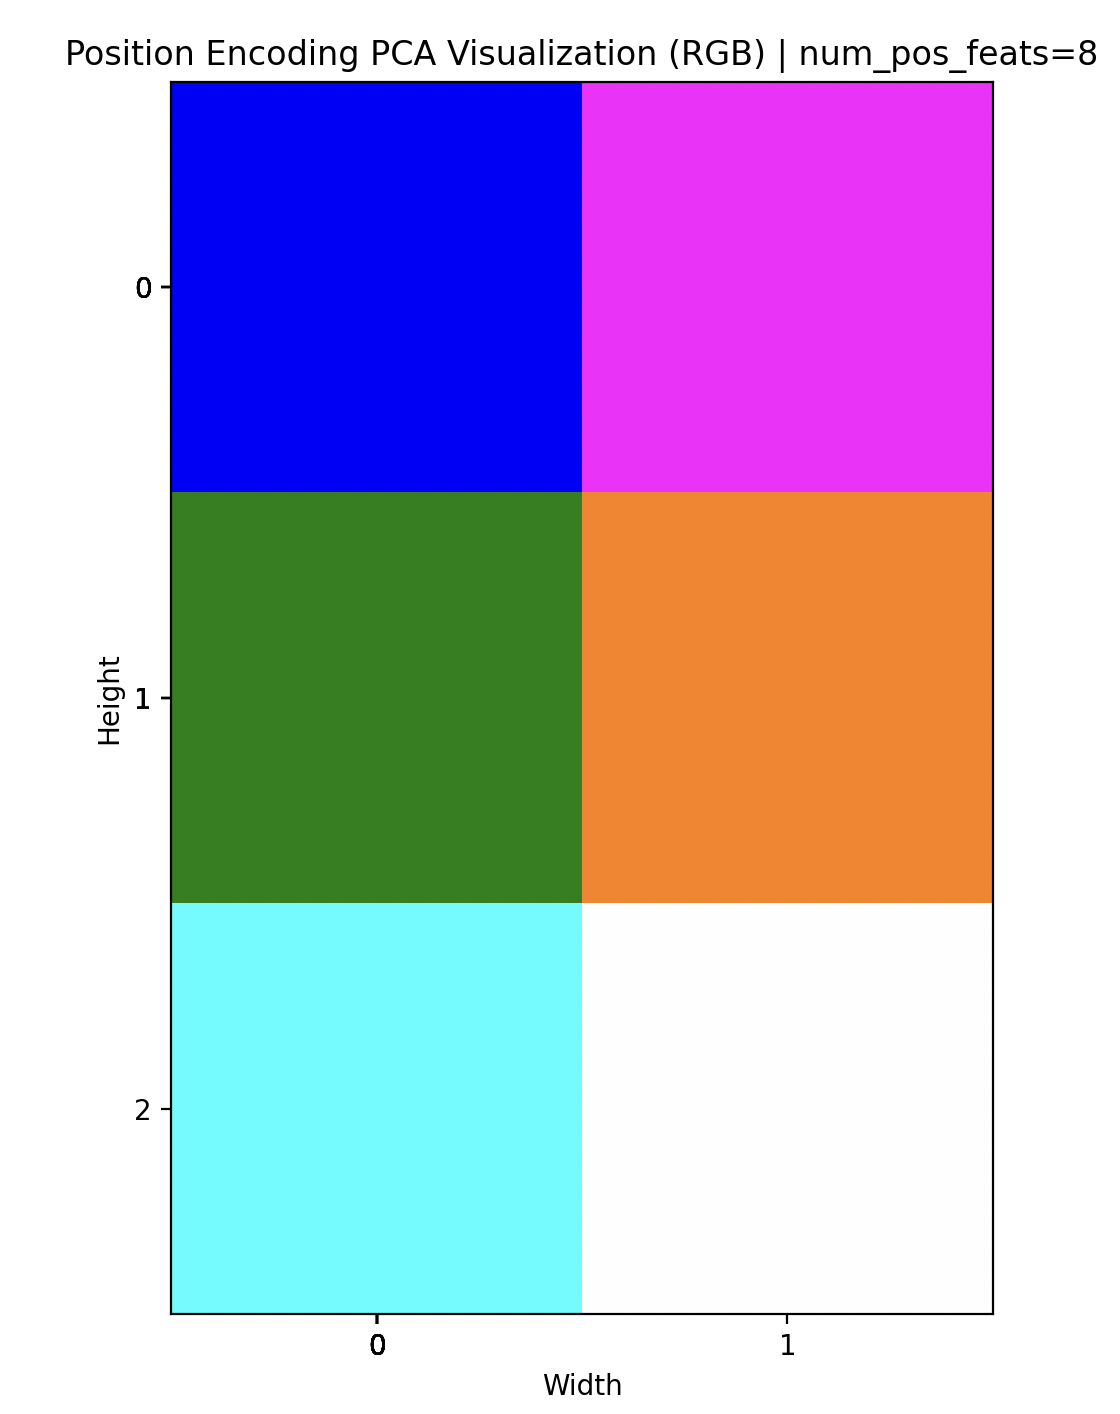 Position Encoding PCA Visualization (RGB) | num_pos_feats=8
0
1
2
Height
0
1
Width